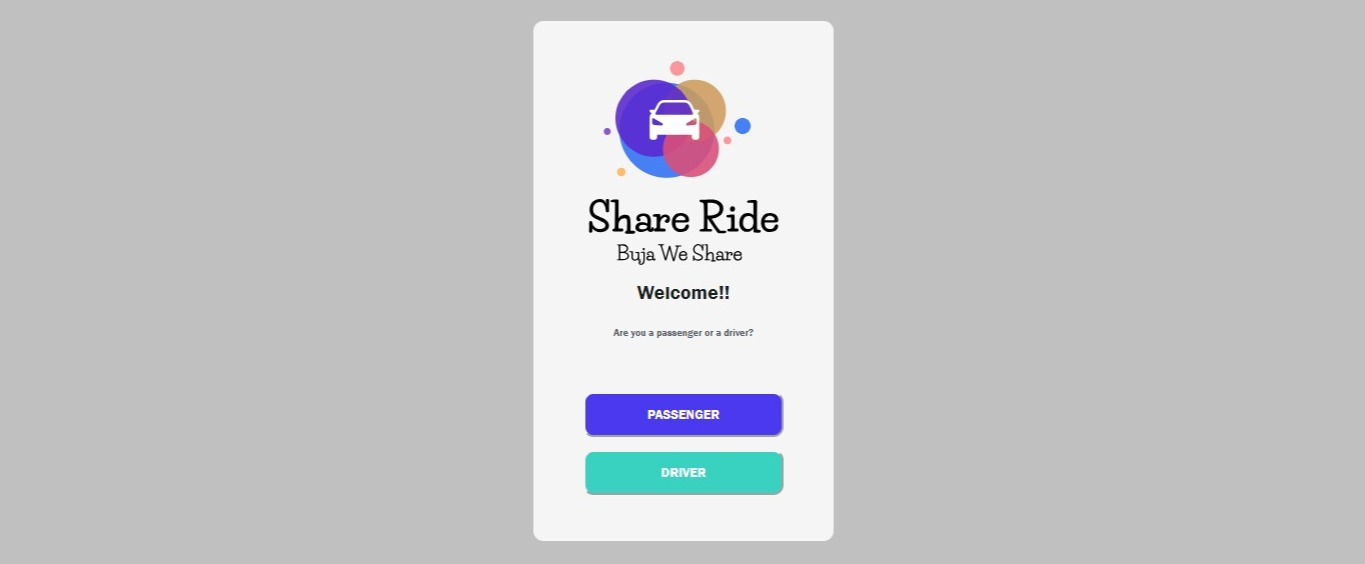 Share Ride
Buja We Share
Welcome!!
Are you a passenger or a driver?
PASSENGER
DRIVER